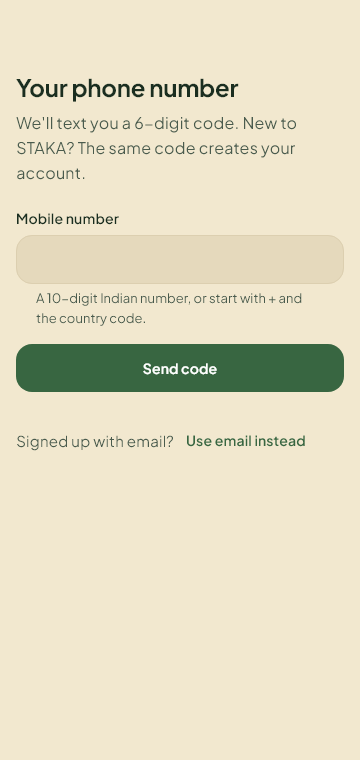 Your phone number
We'll text you a 6-digit code. New to
STAKA? The same code creates your
account.
Mobile number
A 10-digit Indian number, or start with + and
the country code.
Send code
Signed up with email? Use email instead